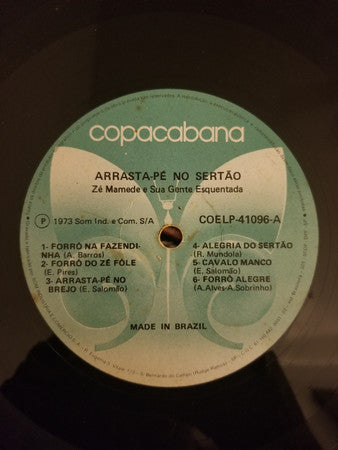 copacabana
ARRASTA-PÉ NO SERTÃO
Zé Mamede e Sua Gente Esquentada
P 1973 Som Ind. e Com. S/A
COELP-41096-A
1- FORRÓ NA FAZENDI-
NHA (A. Barros)
2- FORRÓ DO ZÉ FÓLE
(E. Pires)
3- ARRASTA-PÉ NO
BREJO (E. Salomão)
4- ALEGRIA DO SERTÃO
(R. Mundola)
5- CAVALO MANCO
(E. Salomão)
6- FORRÓ ALEGRE
(A.Alves-A.Sobrinho)
MADE IN BRAZIL